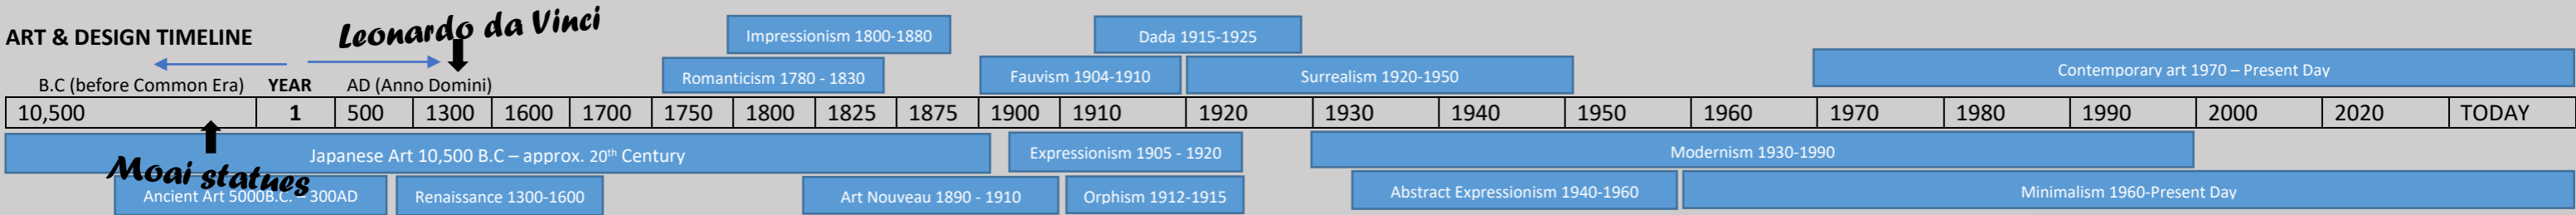 Leonardo da Vinci
Impressionism 1800-1880
Dada 1915-1925
ART & DESIGN TIMELINE
Romanticism 1780 - 1830
Fauvism 1904-1910
Surrealism 1920-1950
Contemporary art 1970 – Present Day
B.C (before Common Era)
YEAR
AD (Anno Domini)
10,500 1 500 1300 1600 1700 1750 1800 1825 1875 1900 1910 1920 1930 1940 1950 1960 1970 1980 1990 2000 2020 TODAY
Japanese Art 10,500 B.C – approx. 20th Century
Expressionism 1905 - 1920
Modernism 1930-1990
Moai statues
Ancient Art 5000B.C. – 300AD
Renaissance 1300-1600
Art Nouveau 1890 - 1910
Orphism 1912-1915
Abstract Expressionism 1940-1960
Minimalism 1960-Present Day